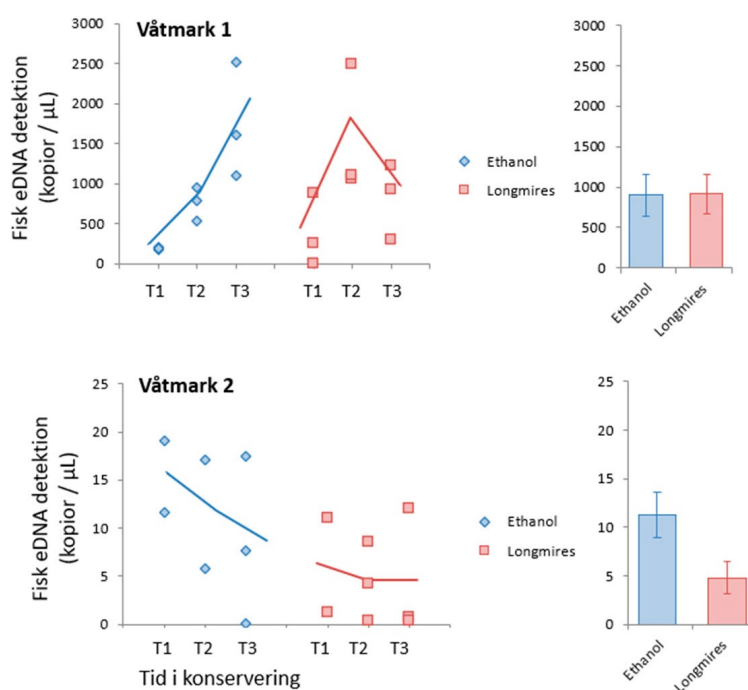 Våtmark 1
Fisk eDNA detektion
(kopior / µL)
3000
2500
2000
1500
1000
500
0
T1 T2 T3 T1 T2 T3
Ethanol
Longmires
3000
2500
2000
1500
1000
500
0
Ethanol
Longmires
Våtmark 2
Fisk eDNA detektion
(kopior / µL)
25
20
15
10
5
0
T1 T2 T3 T1 T2 T3
Tid i konservering
Ethanol
Longmires
25
20
15
10
5
0
Ethanol
Longmires